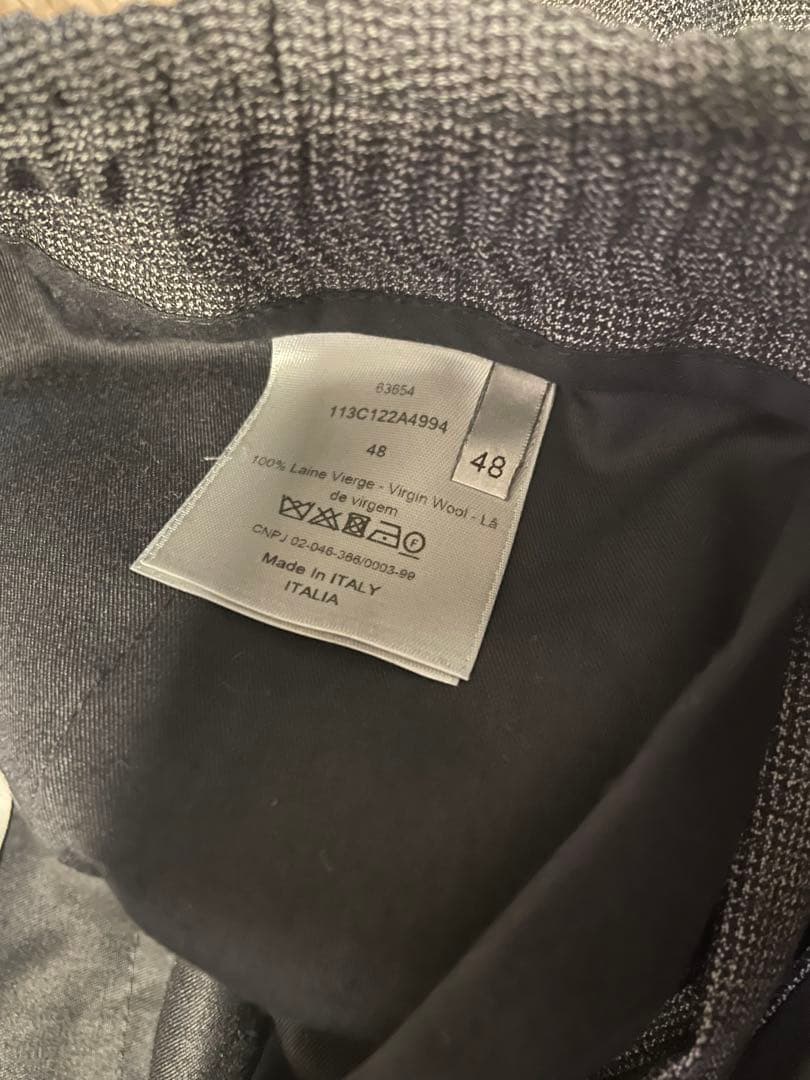 63654
113C122A4994
48
100% Laine Vierge - Virgin Wool - Lã
de virgem
CNPJ 02-046-366/0003-99
Made In ITALY
ITALIA
F
48